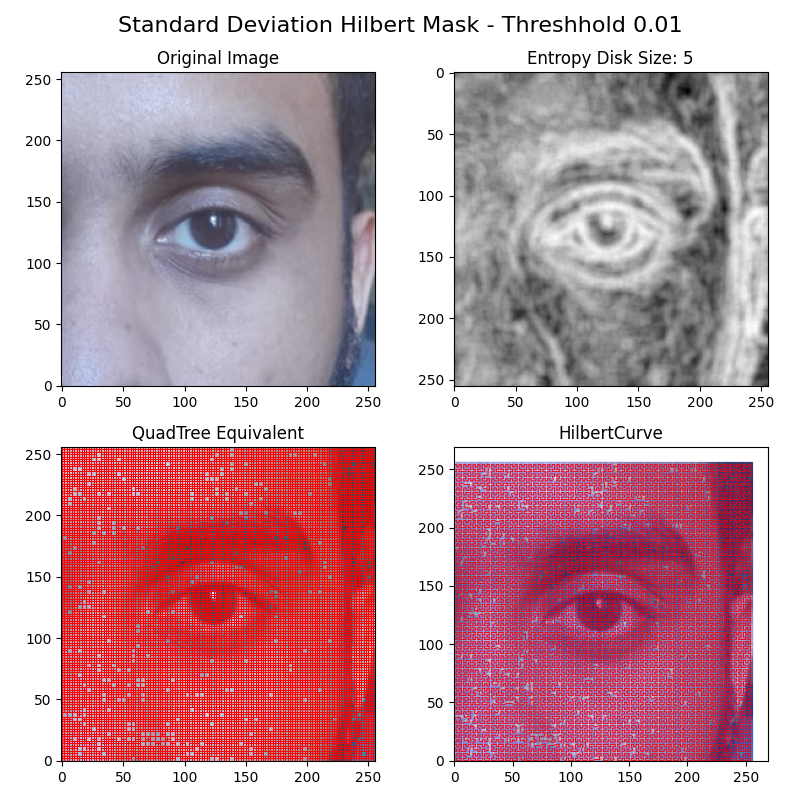 Standard Deviation Hilbert Mask - Threshhold 0.01
Original Image
250
200
150
100
50
0
0 50 100 150 200 250
Entropy Disk Size: 5
0
50
100
150
200
250
0 50 100 150 200 250
QuadTree Equivalent
250
200
150
100
50
0
0 50 100 150 200 250
HilbertCurve
250
200
150
100
50
0
0 50 100 150 200 250